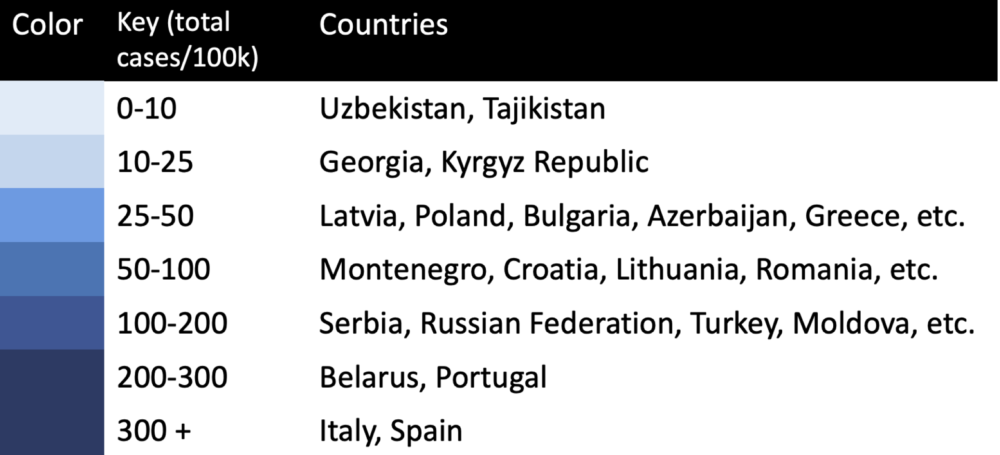 Color Key (total cases/100k) Countries
0-10 Uzbekistan, Tajikistan
10-25 Georgia, Kyrgyz Republic
25-50 Latvia, Poland, Bulgaria, Azerbaijan, Greece, etc.
50-100 Montenegro, Croatia, Lithuania, Romania, etc.
100-200 Serbia, Russian Federation, Turkey, Moldova, etc.
200-300 Belarus, Portugal
300 + Italy, Spain